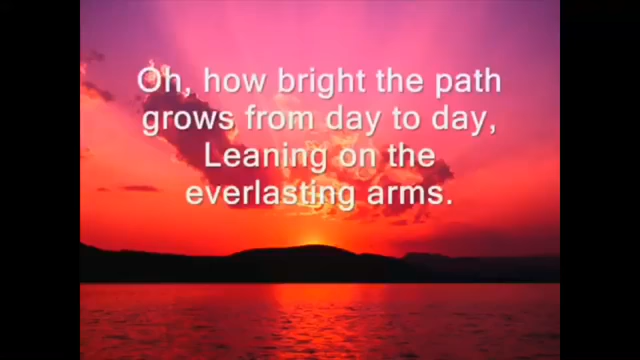 Oh, how bright the path
grows from day to day,
Leaning on the
everlasting arms.